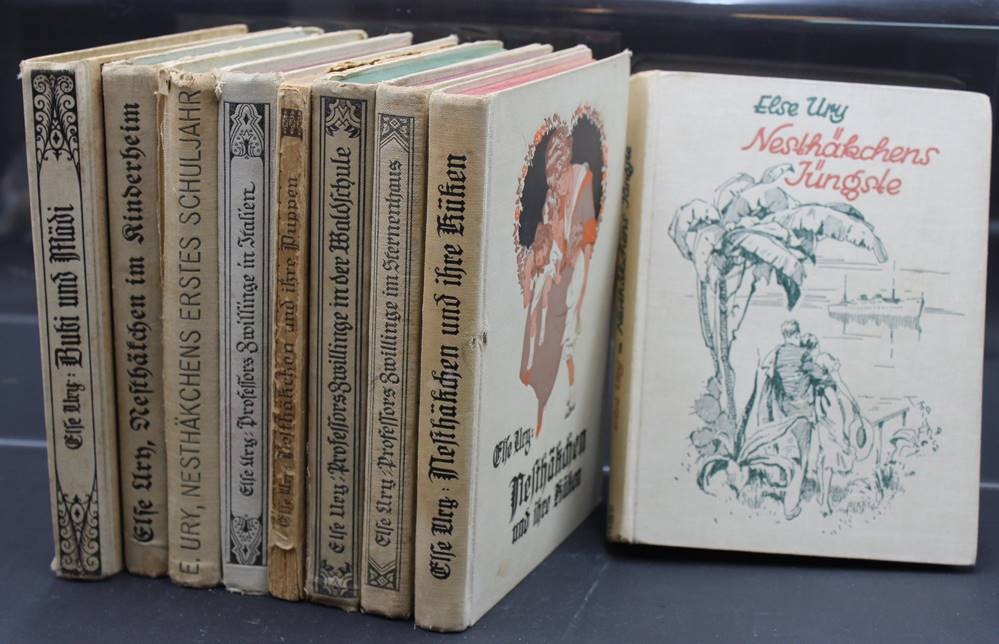 Else Ury: Bubi und Mädi
Else Ury, Nesthäkchen im Kinderheim
E. URY, NESTHÄKCHENS ERSTES SCHULJAHR
Else Ury: Professors Zwillinge in Italien
Else Ury: Nesthäkchen und ihre Puppen
Else Ury: Professors Zwillinge in der Waldschule
Else Ury: Professors Zwillinge im Sternenhaus
Else Ury: Nesthäkchen und ihre Küken
Else Ury:
Nesthäkchen
und ihre Küken
Else Ury
Nesthäkchens
Jüngste